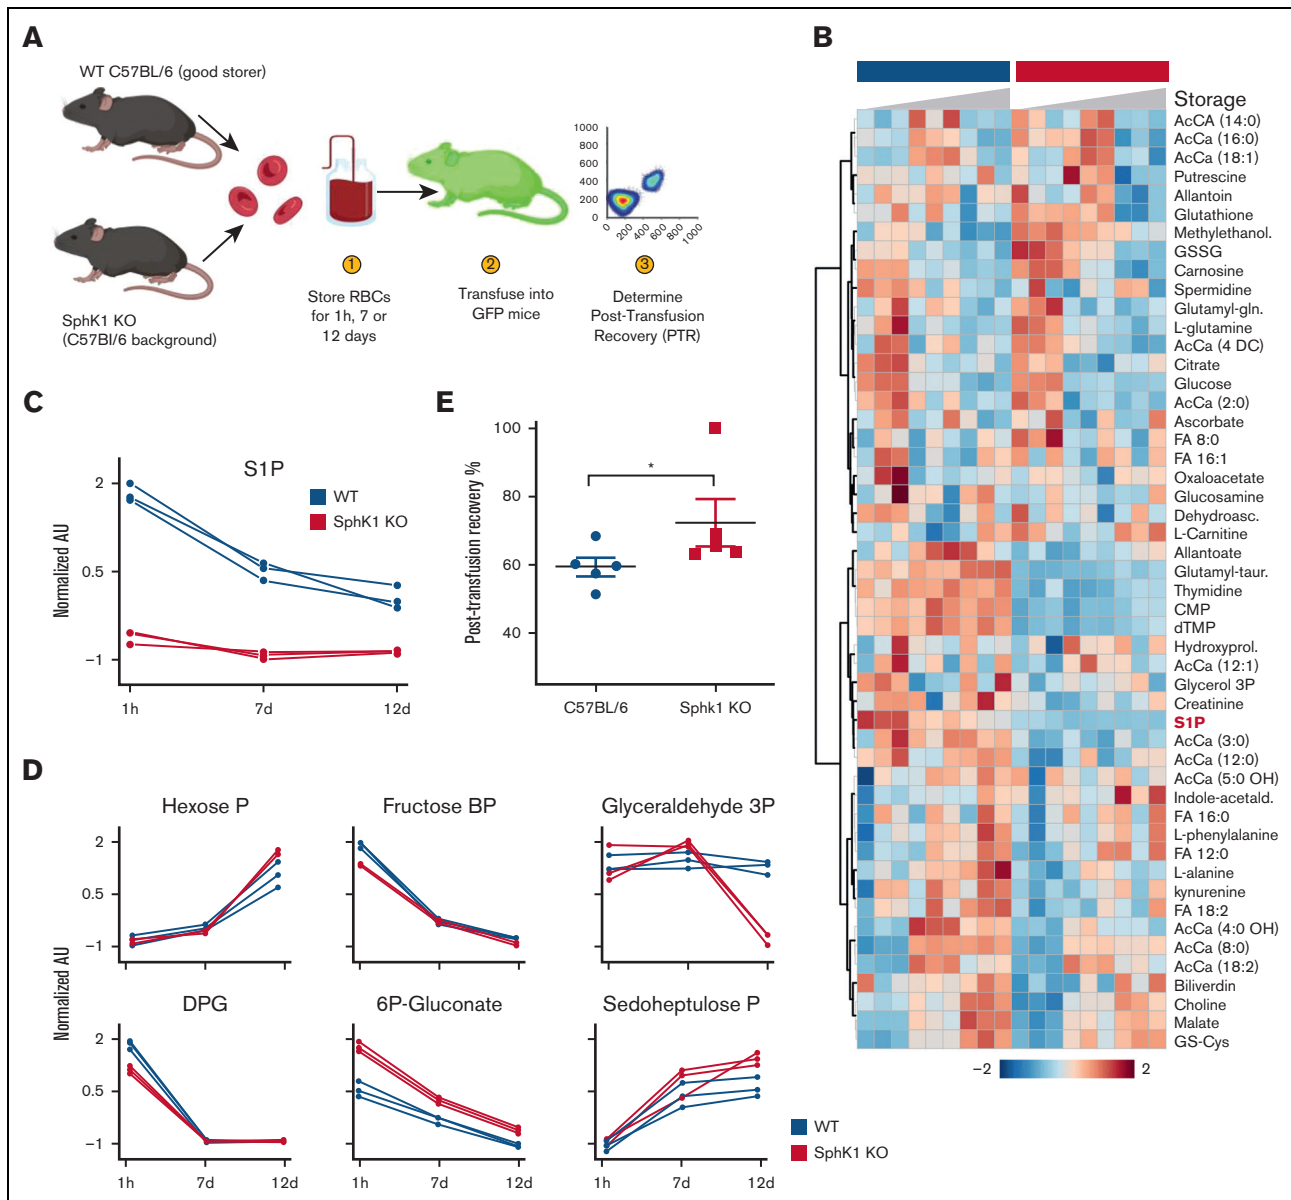 A
WT C57BL/6 (good storer)
SphK1 KO
(C57Bl/6 background)
1
Store RBCs
for 1h, 7 or
12 days
2
Transfuse into
GFP mice
1000
800
600
400
200
0
0
200
400
600
800
1000
3
Determine
Post-Transfusion
Recovery (PTR)
B
Storage
AcCA (14:0)
AcCa (16:0)
AcCa (18:1)
Putrescine
Allantoin
Glutathione
Methylethanol.
GSSG
Carnosine
Spermidine
Glutamyl-gln.
L-glutamine
AcCa (4 DC)
Citrate
Glucose
AcCa (2:0)
Ascorbate
FA 8:0
FA 16:1
Oxaloacetate
Glucosamine
Dehydroasc.
L-Carnitine
Allantoate
Glutamyl-taur.
Thymidine
CMP
dTMP
Hydroxyprol.
AcCa (12:1)
Glycerol 3P
Creatinine
S1P
AcCa (3:0)
AcCa (12:0)
AcCa (5:0 OH)
Indole-acetald.
FA 16:0
L-phenylalanine
FA 12:0
L-alanine
kynurenine
FA 18:2
AcCa (4:0 OH)
AcCa (8:0)
AcCa (18:2)
Biliverdin
Choline
Malate
GS-Cys
−2
2
C
S1P
WT
SphK1 KO
Normalized AU
2
0.5
−1
1h
7d
12d
E
Post-transfusion recovery %
100
80
60
40
*
C57BL/6
Sphk1 KO
D
Normalized AU
Hexose P
Fructose BP
Glyceraldehyde 3P
2
0.5
−1
DPG
6P-Gluconate
Sedoheptulose P
2
0.5
−1
1h
7d
12d
1h
7d
12d
1h
7d
12d
WT
SphK1 KO